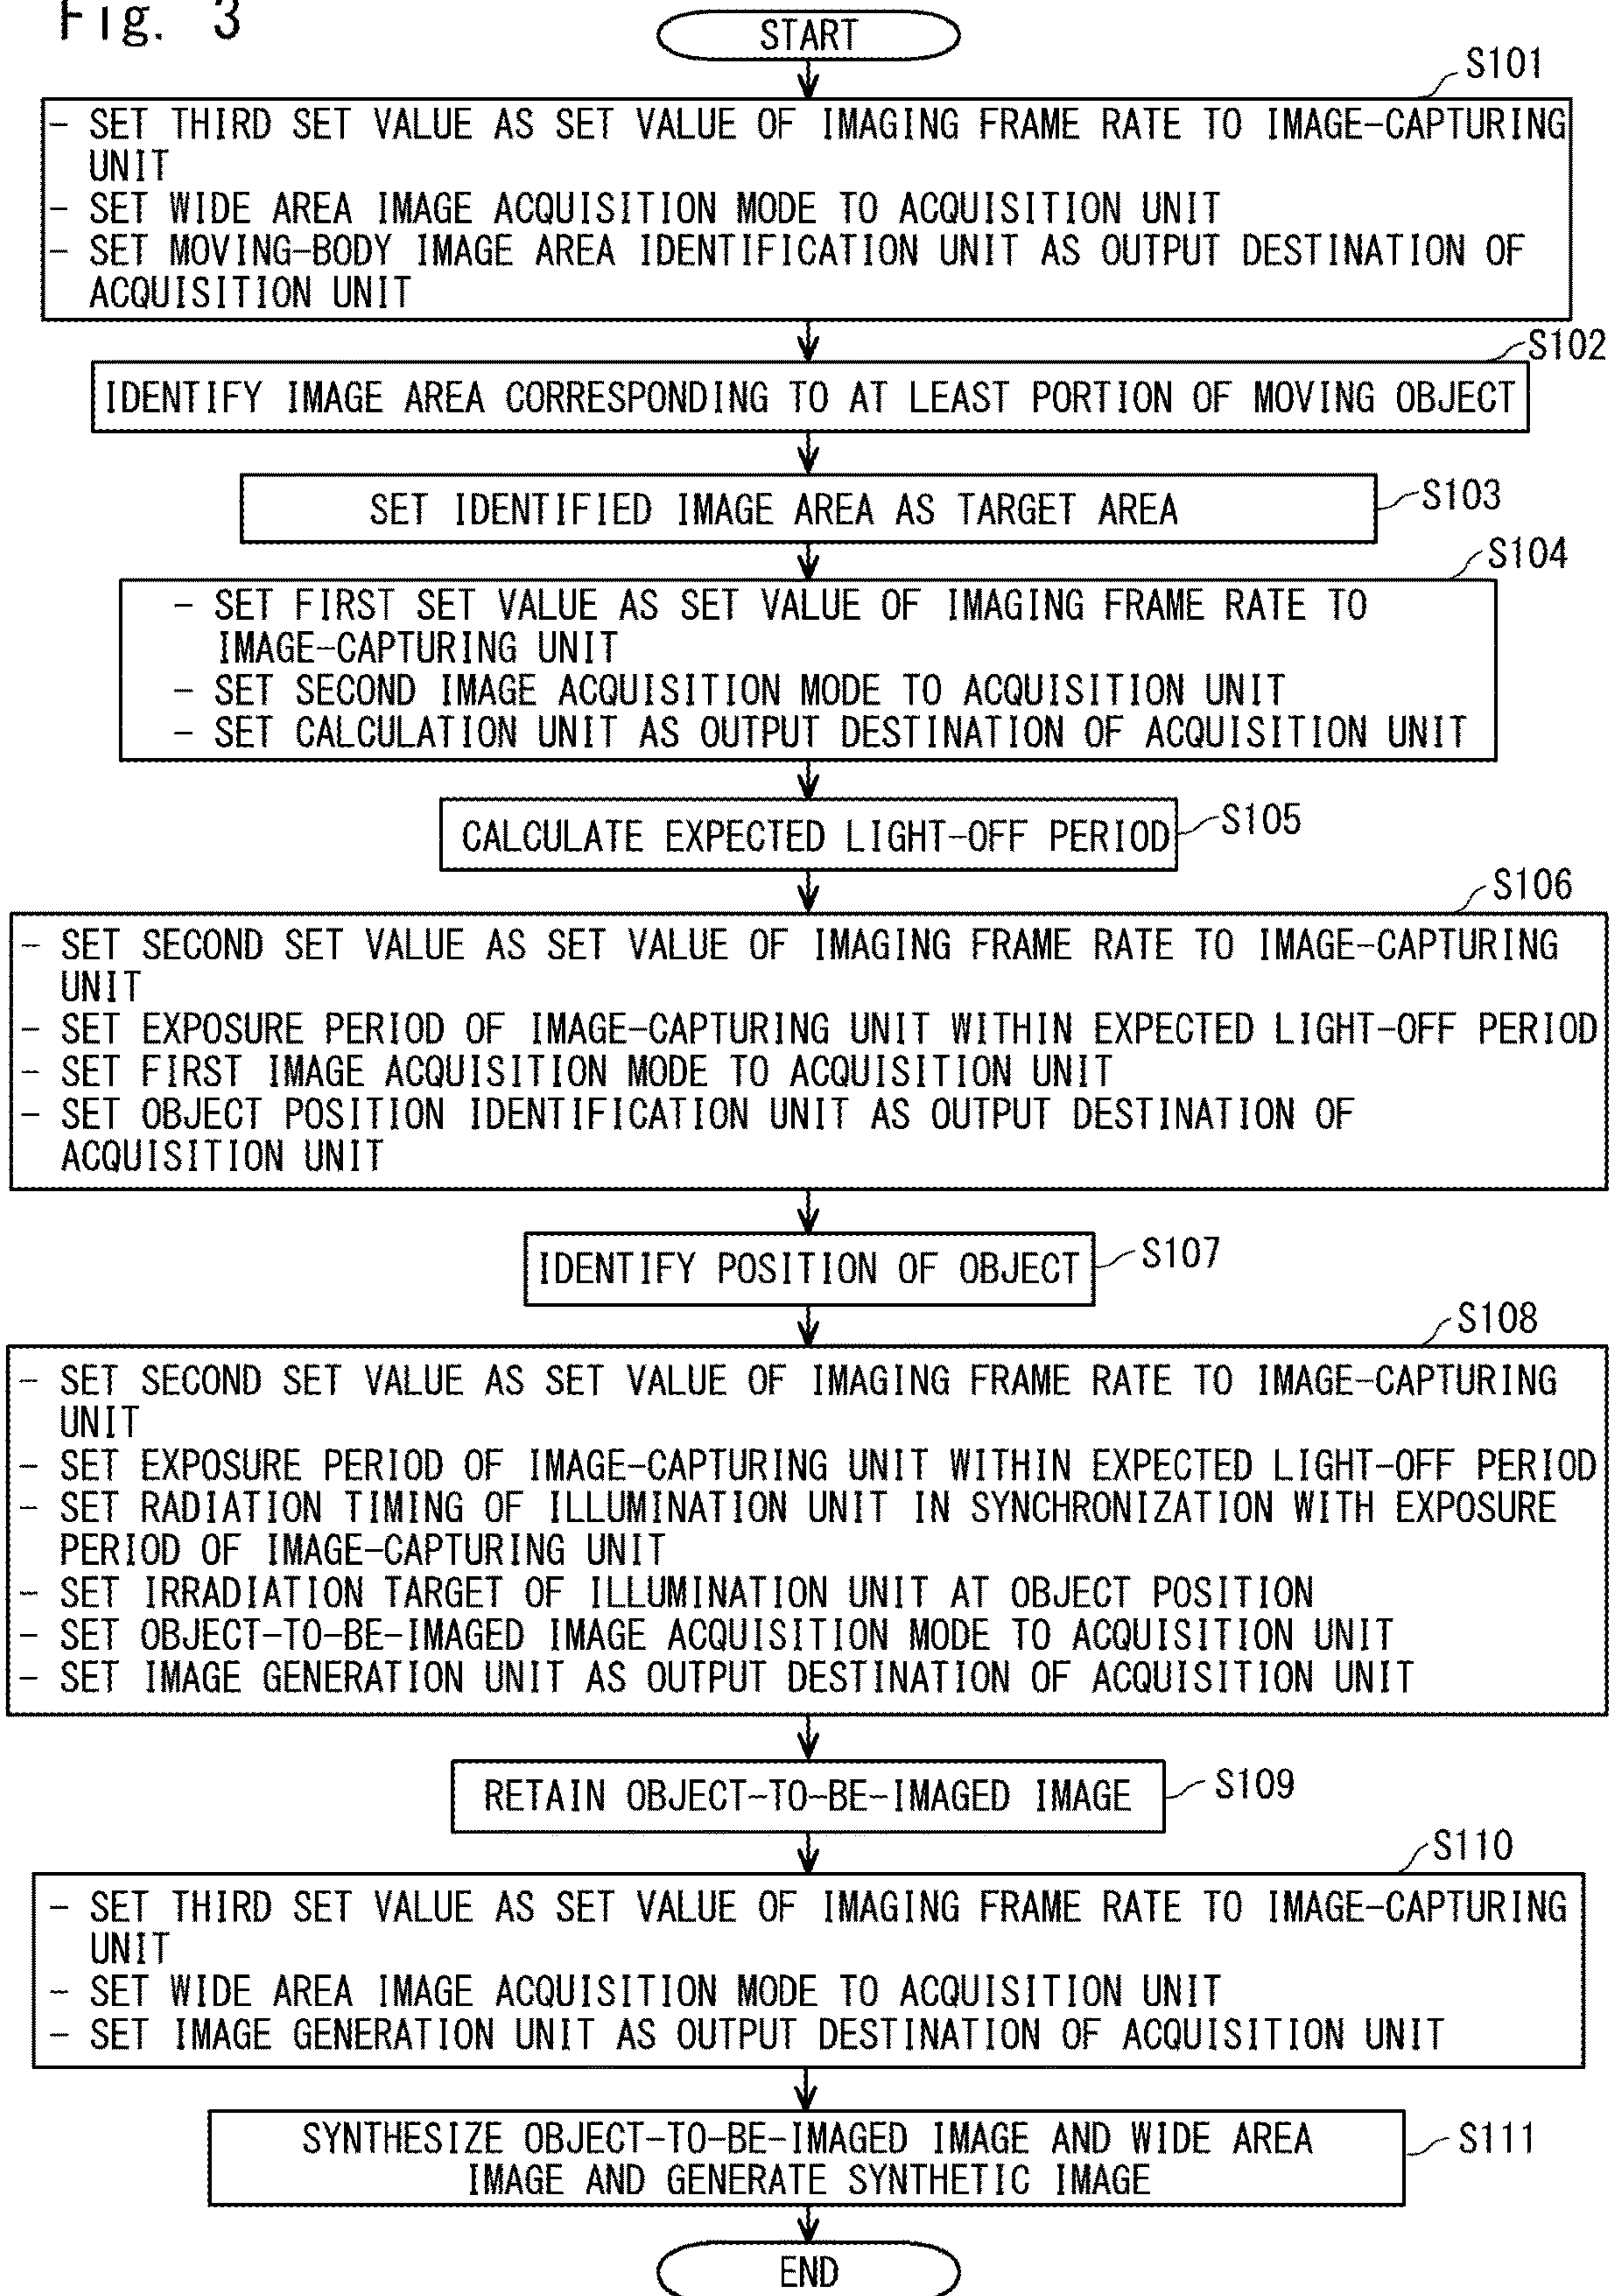 Fig. 3
START
S101
- SET THIRD SET VALUE AS SET VALUE OF IMAGING FRAME RATE TO IMAGE-CAPTURING
UNIT
- SET WIDE AREA IMAGE ACQUISITION MODE TO ACQUISITION UNIT
- SET MOVING-BODY IMAGE AREA IDENTIFICATION UNIT AS OUTPUT DESTINATION OF
ACQUISITION UNIT
S102
IDENTIFY IMAGE AREA CORRESPONDING TO AT LEAST PORTION OF MOVING OBJECT
SET IDENTIFIED IMAGE AREA AS TARGET AREA
S103
S104
- SET FIRST SET VALUE AS SET VALUE OF IMAGING FRAME RATE TO
IMAGE-CAPTURING UNIT
- SET SECOND IMAGE ACQUISITION MODE TO ACQUISITION UNIT
- SET CALCULATION UNIT AS OUTPUT DESTINATION OF ACQUISITION UNIT
CALCULATE EXPECTED LIGHT-OFF PERIOD
S105
S106
- SET SECOND SET VALUE AS SET VALUE OF IMAGING FRAME RATE TO IMAGE-CAPTURING
UNIT
- SET EXPOSURE PERIOD OF IMAGE-CAPTURING UNIT WITHIN EXPECTED LIGHT-OFF PERIOD
- SET FIRST IMAGE ACQUISITION MODE TO ACQUISITION UNIT
- SET OBJECT POSITION IDENTIFICATION UNIT AS OUTPUT DESTINATION OF
ACQUISITION UNIT
IDENTIFY POSITION OF OBJECT
S107
S108
- SET SECOND SET VALUE AS SET VALUE OF IMAGING FRAME RATE TO IMAGE-CAPTURING
UNIT
- SET EXPOSURE PERIOD OF IMAGE-CAPTURING UNIT WITHIN EXPECTED LIGHT-OFF PERIOD
- SET RADIATION TIMING OF ILLUMINATION UNIT IN SYNCHRONIZATION WITH EXPOSURE
PERIOD OF IMAGE-CAPTURING UNIT
- SET IRRADIATION TARGET OF ILLUMINATION UNIT AT OBJECT POSITION
- SET OBJECT-TO-BE-IMAGED IMAGE ACQUISITION MODE TO ACQUISITION UNIT
- SET IMAGE GENERATION UNIT AS OUTPUT DESTINATION OF ACQUISITION UNIT
RETAIN OBJECT-TO-BE-IMAGED IMAGE
S109
S110
- SET THIRD SET VALUE AS SET VALUE OF IMAGING FRAME RATE TO IMAGE-CAPTURING
UNIT
- SET WIDE AREA IMAGE ACQUISITION MODE TO ACQUISITION UNIT
- SET IMAGE GENERATION UNIT AS OUTPUT DESTINATION OF ACQUISITION UNIT
SYNTHESIZE OBJECT-TO-BE-IMAGED IMAGE AND WIDE AREA
IMAGE AND GENERATE SYNTHETIC IMAGE
S111
END